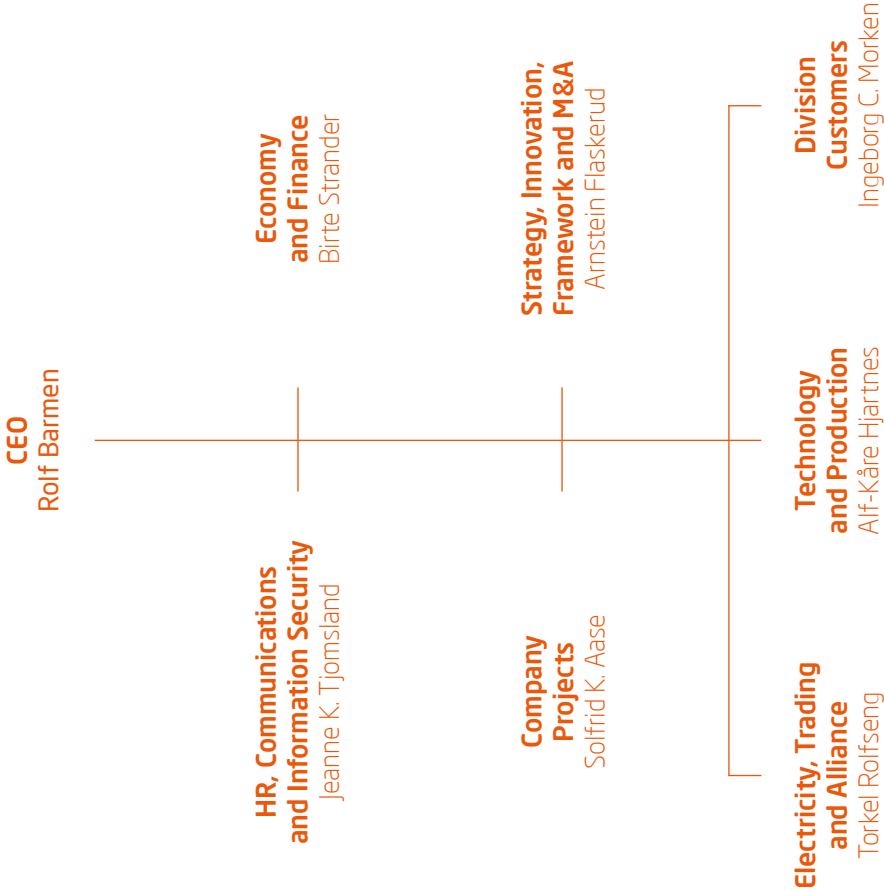 CEO
Rolf Barmen
HR, Communications
and Information Security
Jeanne K. Tjomsland
Economy
and Finance
Birte Strander
Company
Projects
Solfrid K. Aase
Strategy, Innovation,
Framework and M&A
Arnstein Flaskerud
Electricity, Trading
and Alliance
Torkel Rolfseng
Technology
and Production
Alf-Kåre Hjartnes
Division
Customers
Ingeborg C. Morken